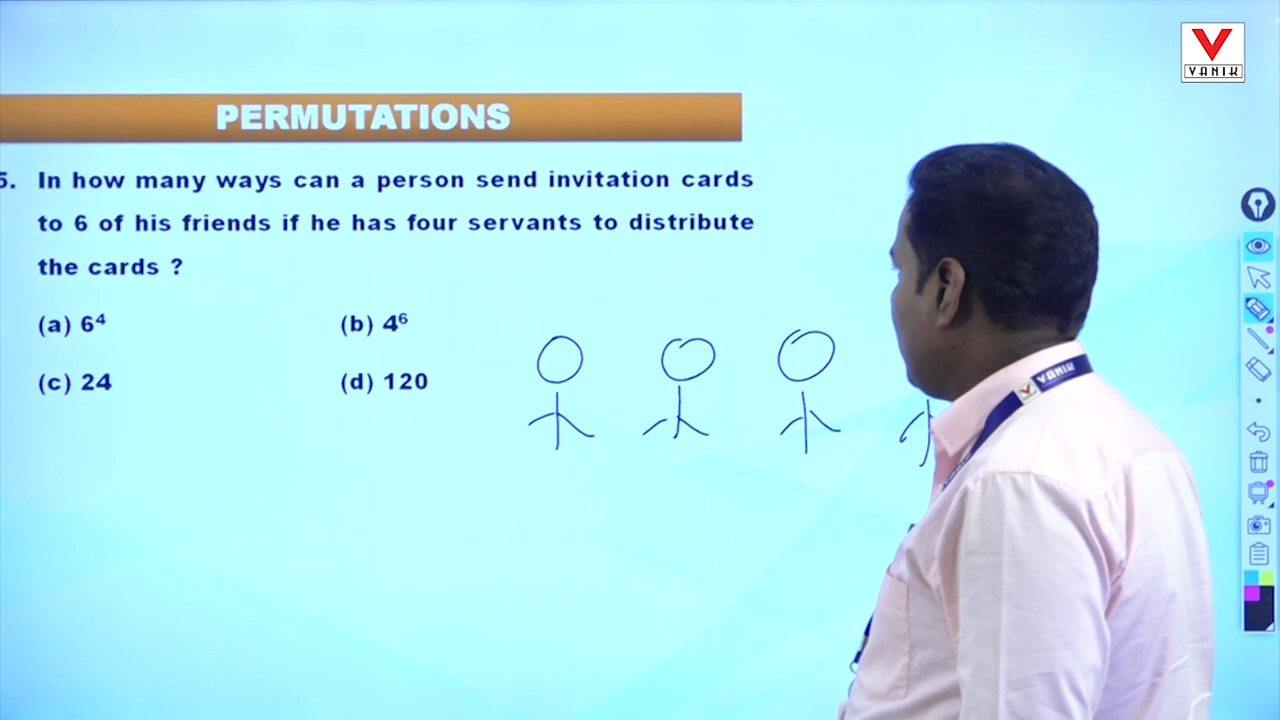 VANIK
PERMUTATIONS
5. In how many ways can a person send invitation cards
to 6 of his friends if he has four servants to distribute
the cards ?
(a) 6⁴ (b) 4⁶
(c) 24 (d) 120
VANIK